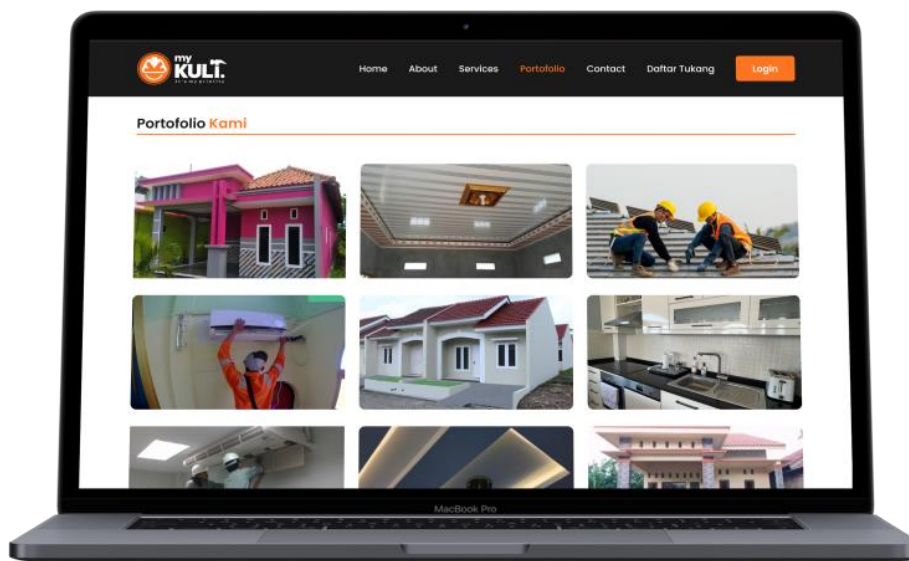 my
KULT.
Home About Services Portofolio Contact Daftar Tukang Login
Portofolio Kami
MacBook Pro